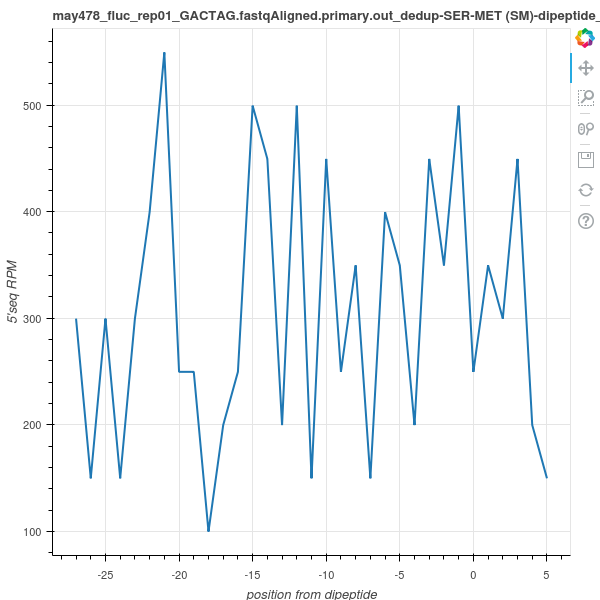 may478_fluc_rep01_GACTAG.fastqAligned.primary.out_dedup-SER-MET (SM)-dipeptide_
500
400
300
200
100
5'seq RPM
-25 -20 -15 -10 -5 0 5
position from dipeptide